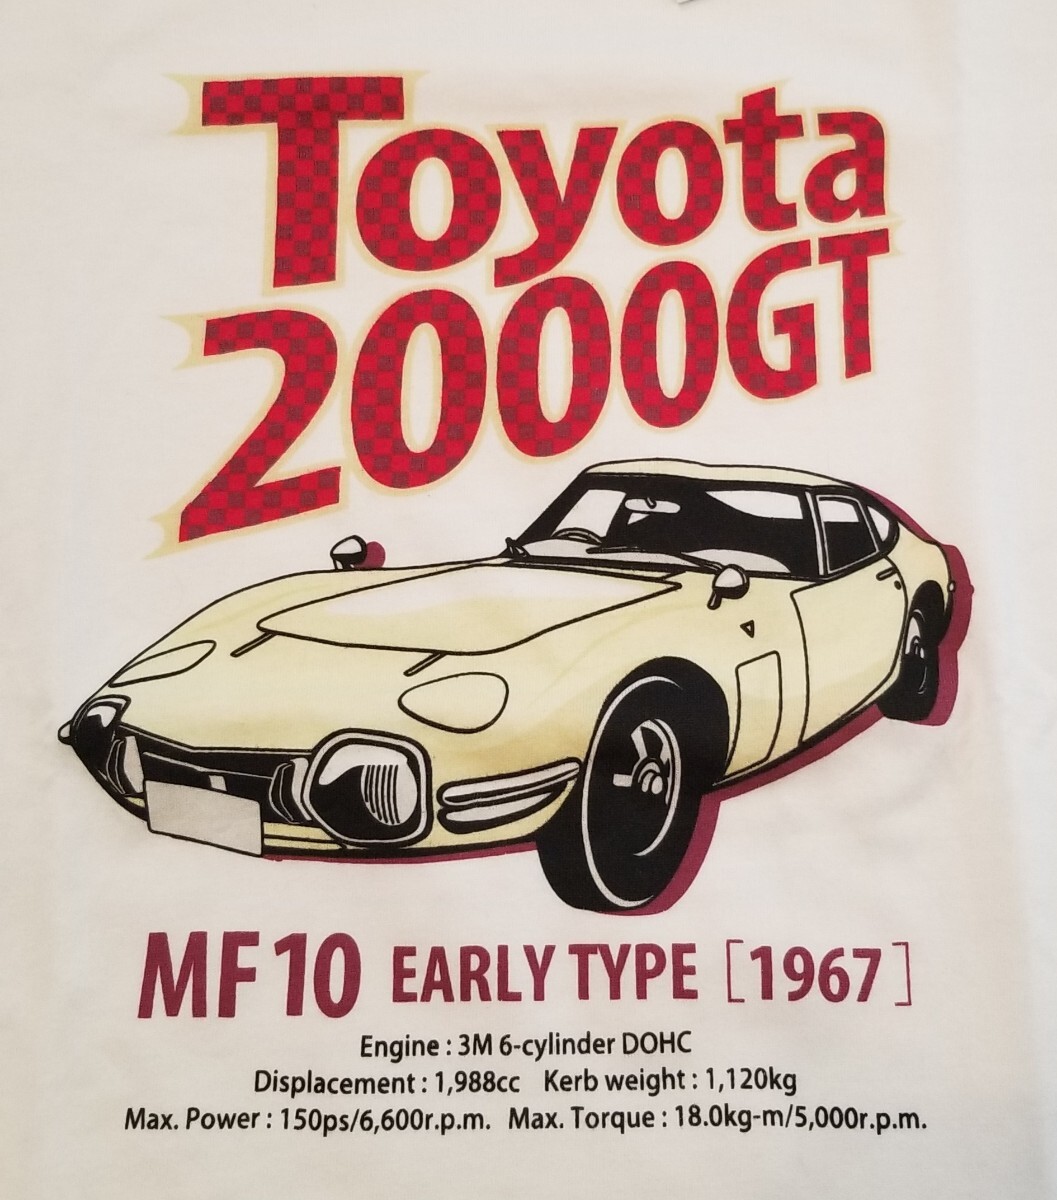 Toyota
2000GT
MF10 EARLY TYPE [1967]
Engine : 3M 6-cylinder DOHC
Displacement : 1,988cc Kerb weight : 1,120kg
Max. Power : 150ps/6,600r.p.m. Max. Torque : 18.0kg-m/5,000r.p.m.